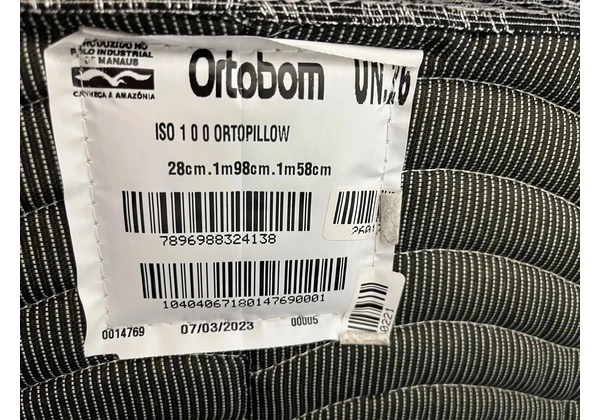 PRODUZIDO NO
PÓLO INDUSTRIAL
DE MANAUS
CONHEÇA A AMAZÔNIA
Ortobom
ISO 1 0 0 ORTOPILLOW
28cm.1m98cm.1m58cm
7896988324138
10404067180147690001
0014769 07/03/2023 00005
0221